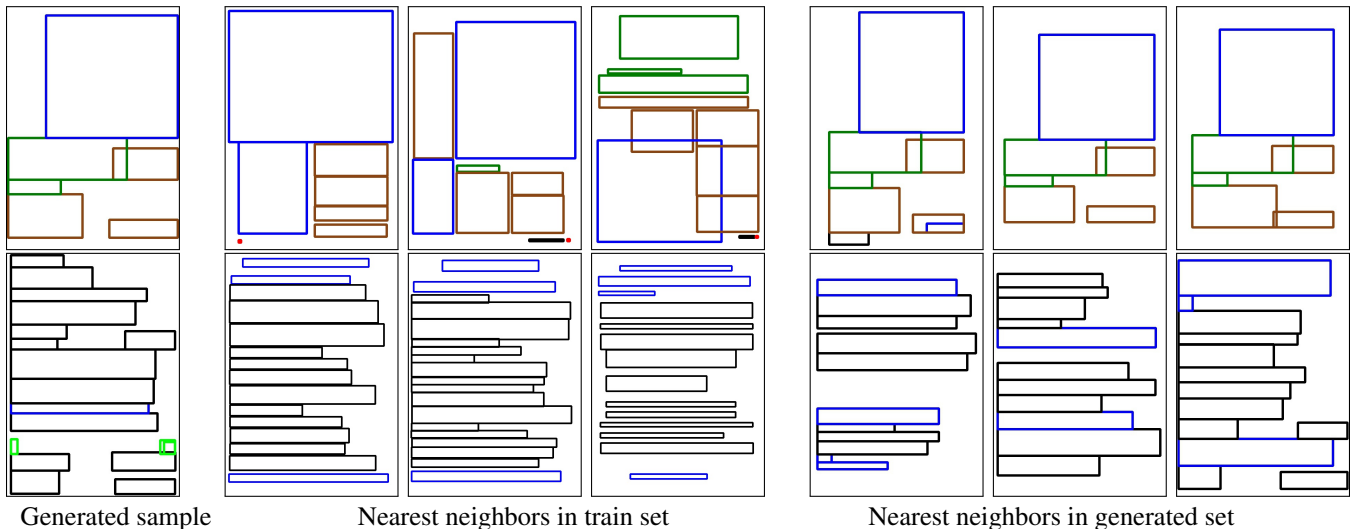 Generated sample
Nearest neighbors in train set
Nearest neighbors in generated set